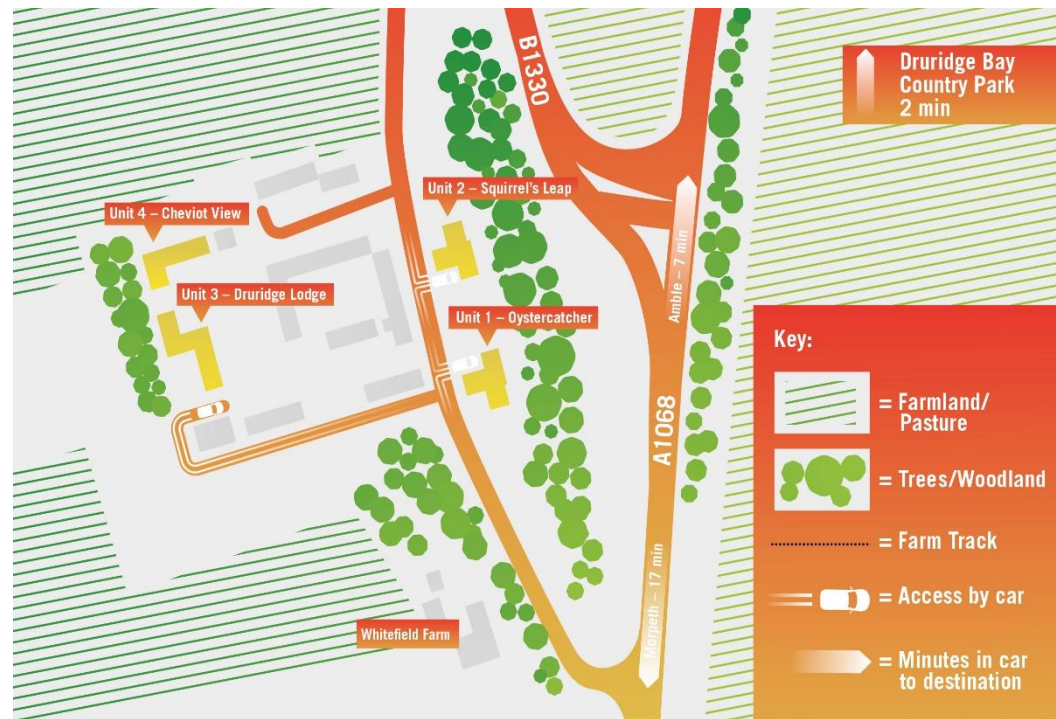 B1330
Druridge Bay
Country Park
2 min
Unit 2 – Squirrel's Leap
Unit 4 – Cheviot View
Unit 3 – Druridge Lodge
Unit 1 – Oystercatcher
Amble – 7 min
A1068
Morpeth – 17 min
Whitefield Farm
Key:
= Farmland/
Pasture
= Trees/Woodland
= Farm Track
= Access by car
= Minutes in car
to destination